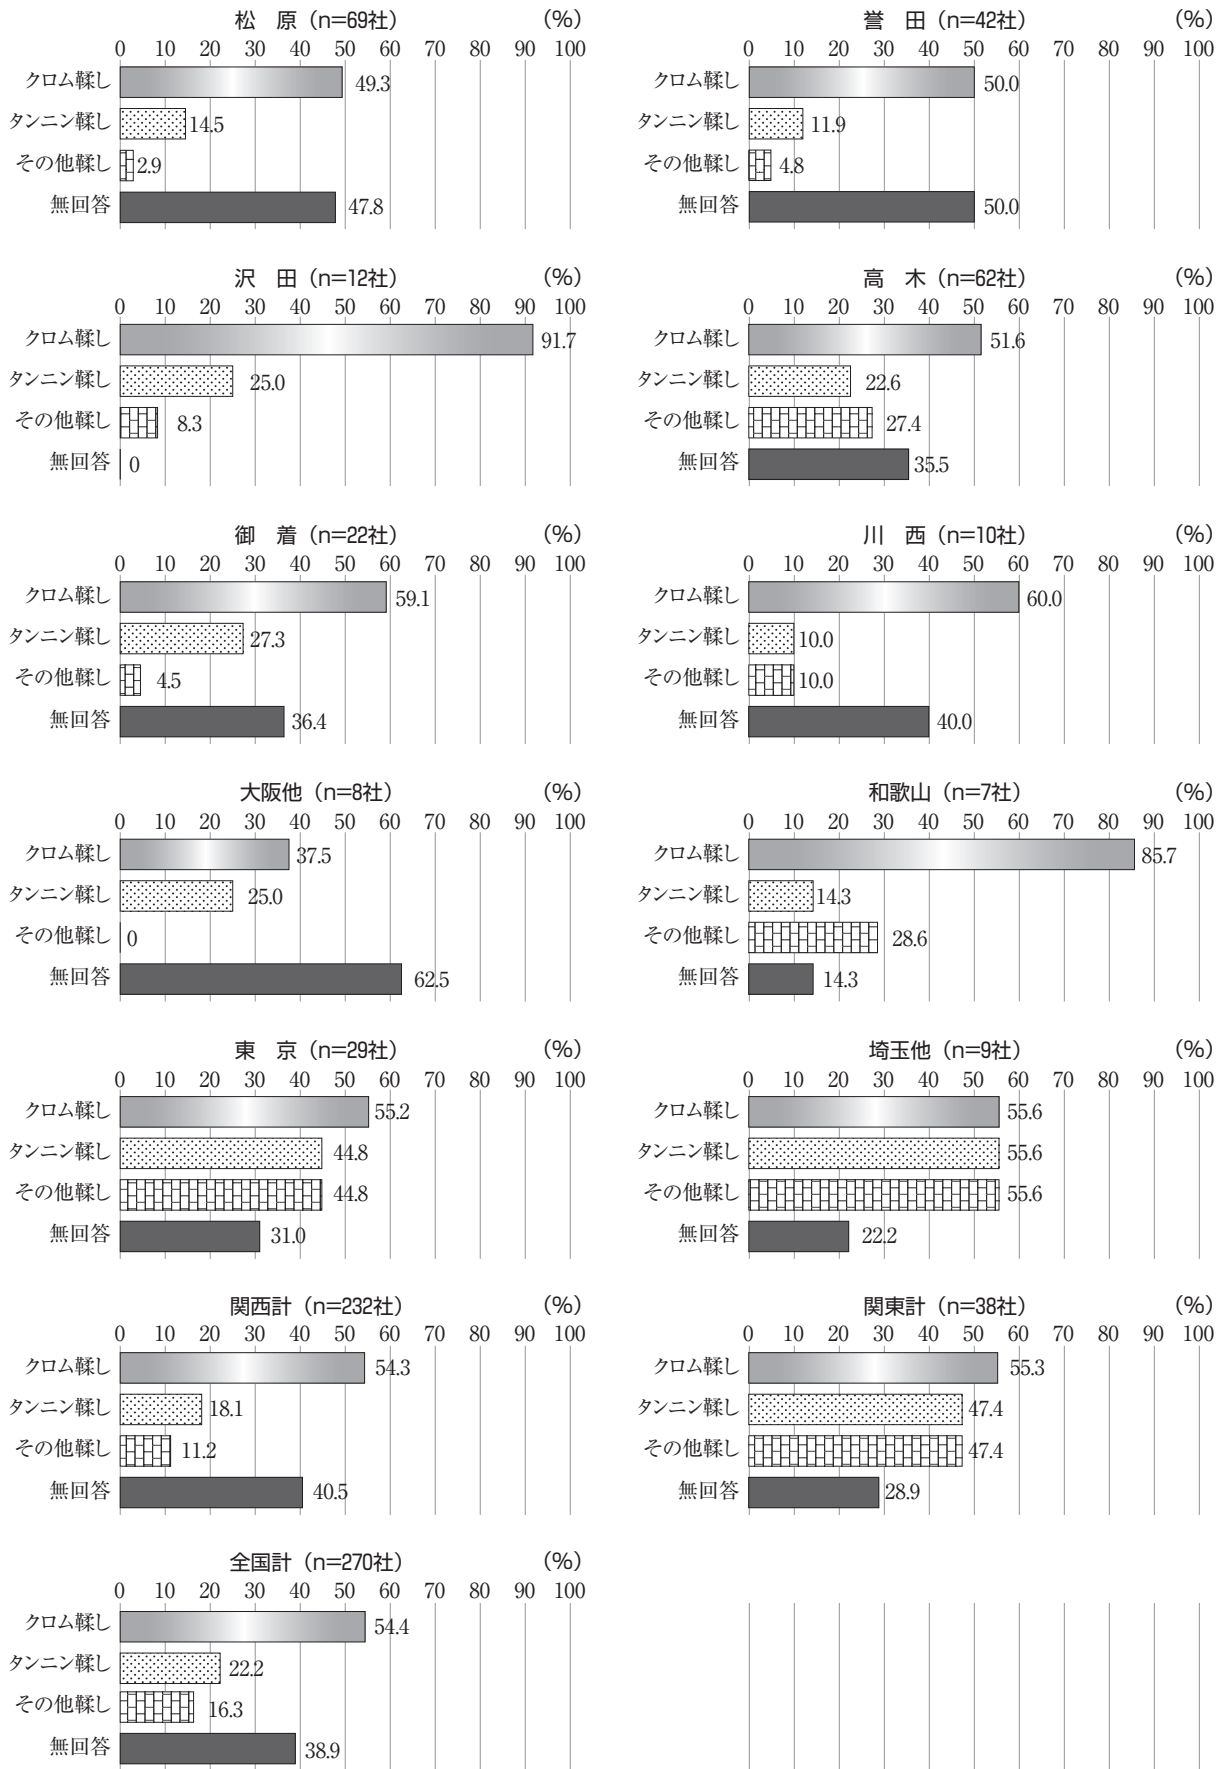 松　原（n=69社）　(%)
0 10 20 30 40 50 60 70 80 90 100
クロム鞣し 49.3
タンニン鞣し 14.5
その他鞣し 2.9
無回答 47.8
誉　田（n=42社）　(%)
0 10 20 30 40 50 60 70 80 90 100
クロム鞣し 50.0
タンニン鞣し 11.9
その他鞣し 4.8
無回答 50.0
沢　田（n=12社）　(%)
0 10 20 30 40 50 60 70 80 90 100
クロム鞣し 91.7
タンニン鞣し 25.0
その他鞣し 8.3
無回答 0
高　木（n=62社）　(%)
0 10 20 30 40 50 60 70 80 90 100
クロム鞣し 51.6
タンニン鞣し 22.6
その他鞣し 27.4
無回答 35.5
御　着（n=22社）　(%)
0 10 20 30 40 50 60 70 80 90 100
クロム鞣し 59.1
タンニン鞣し 27.3
その他鞣し 4.5
無回答 36.4
川　西（n=10社）　(%)
0 10 20 30 40 50 60 70 80 90 100
クロム鞣し 60.0
タンニン鞣し 10.0
その他鞣し 10.0
無回答 40.0
大阪他（n=8社）　(%)
0 10 20 30 40 50 60 70 80 90 100
クロム鞣し 37.5
タンニン鞣し 25.0
その他鞣し 0
無回答 62.5
和歌山（n=7社）　(%)
0 10 20 30 40 50 60 70 80 90 100
クロム鞣し 85.7
タンニン鞣し 14.3
その他鞣し 28.6
無回答 14.3
東　京（n=29社）　(%)
0 10 20 30 40 50 60 70 80 90 100
クロム鞣し 55.2
タンニン鞣し 44.8
その他鞣し 44.8
無回答 31.0
埼玉他（n=9社）　(%)
0 10 20 30 40 50 60 70 80 90 100
クロム鞣し 55.6
タンニン鞣し 55.6
その他鞣し 55.6
無回答 22.2
関西計（n=232社）　(%)
0 10 20 30 40 50 60 70 80 90 100
クロム鞣し 54.3
タンニン鞣し 18.1
その他鞣し 11.2
無回答 40.5
関東計（n=38社）　(%)
0 10 20 30 40 50 60 70 80 90 100
クロム鞣し 55.3
タンニン鞣し 47.4
その他鞣し 47.4
無回答 28.9
全国計（n=270社）　(%)
0 10 20 30 40 50 60 70 80 90 100
クロム鞣し 54.4
タンニン鞣し 22.2
その他鞣し 16.3
無回答 38.9